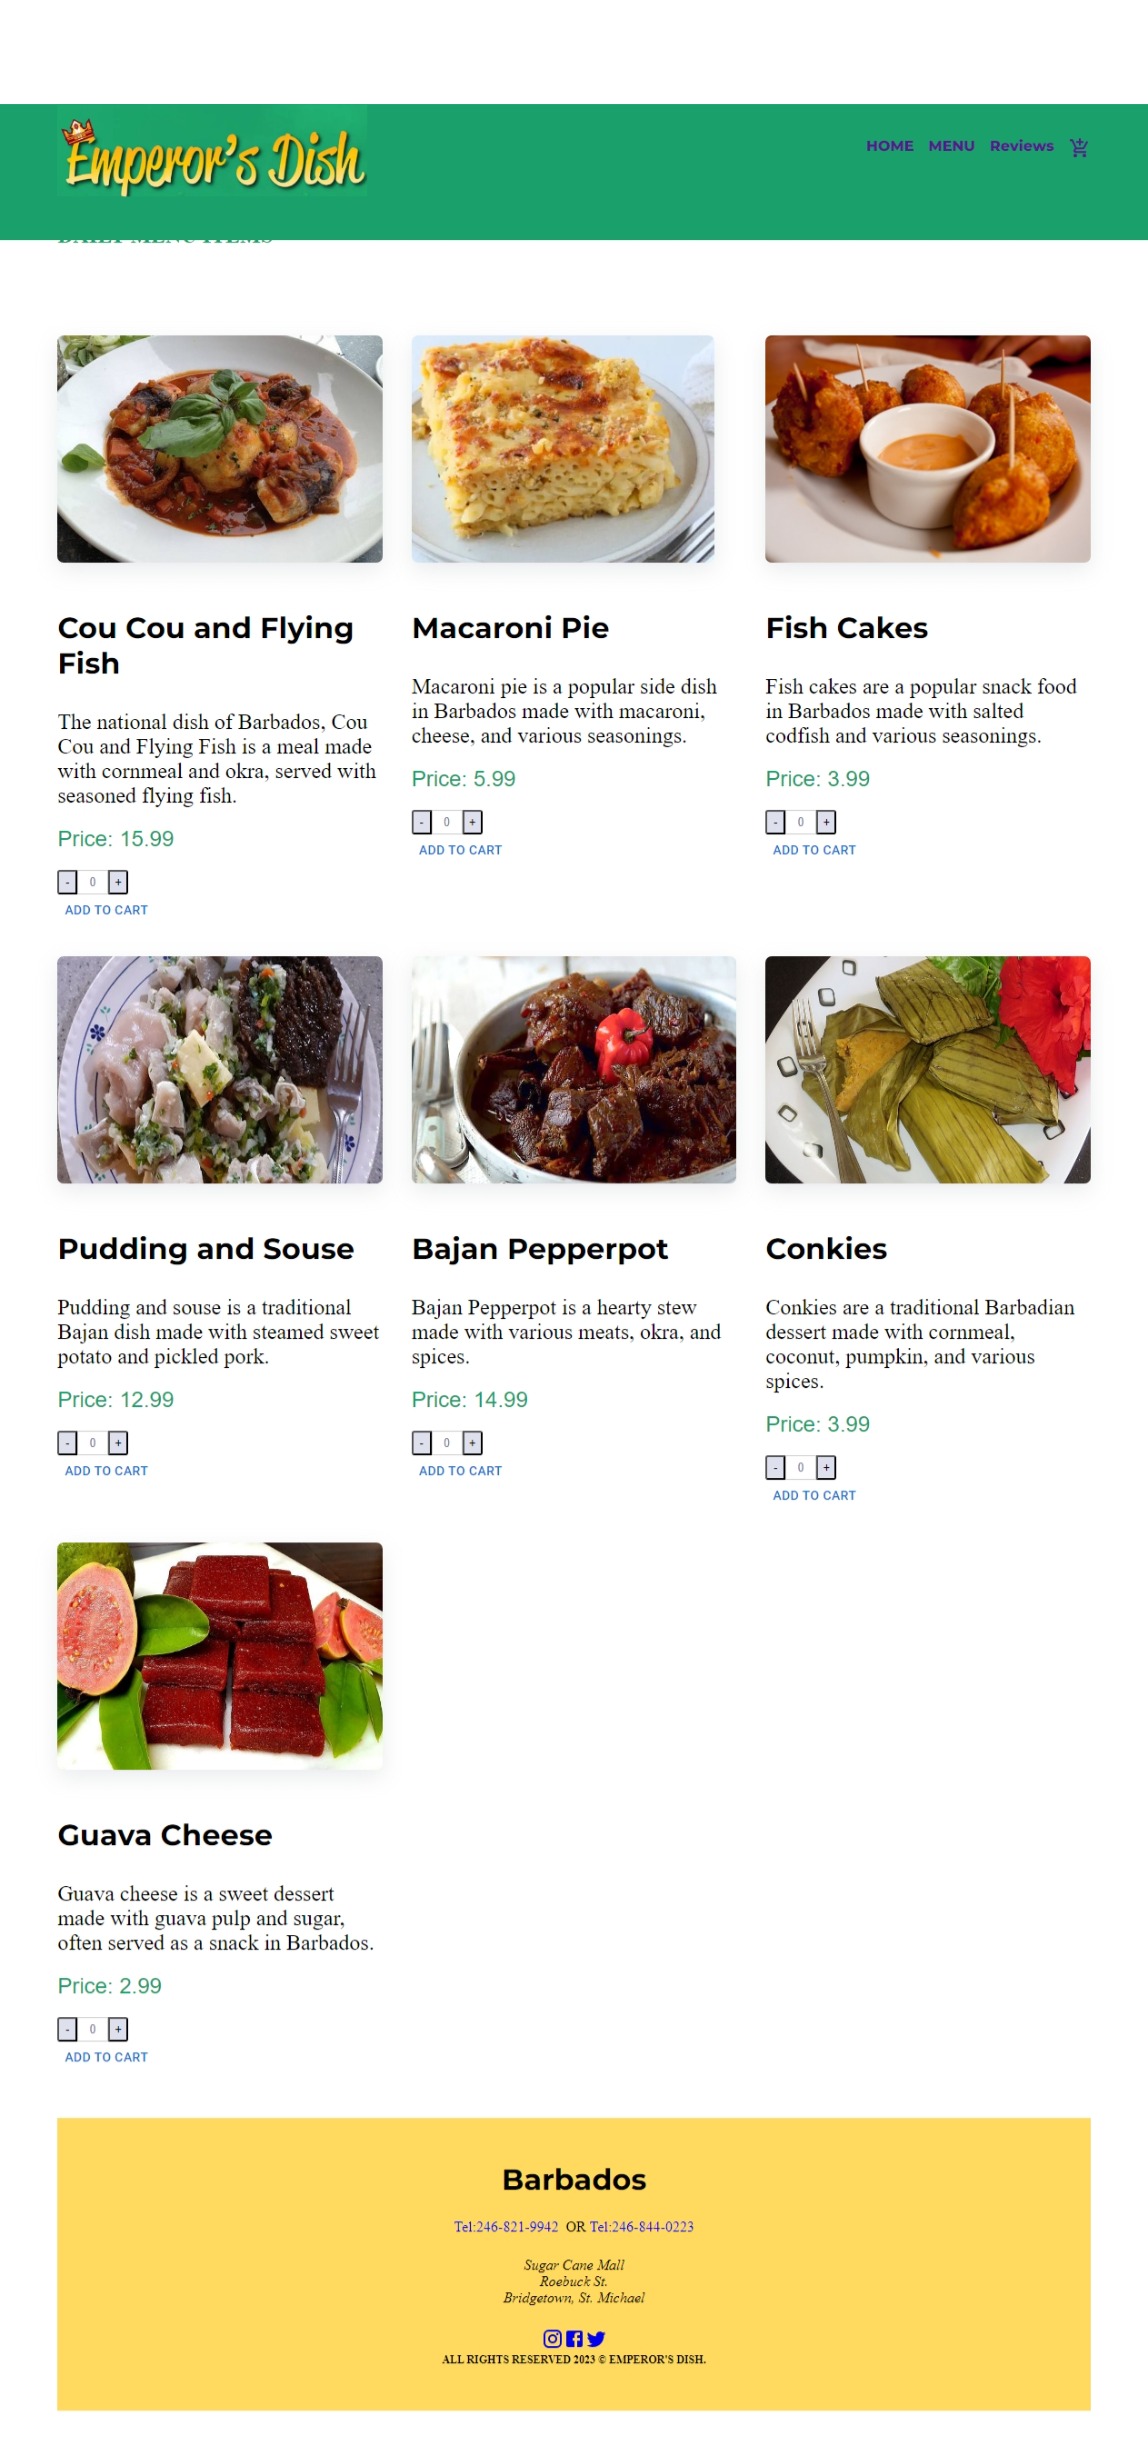 Emperor's Dish
HOME MENU Reviews
DAILY MENU ITEMS
Cou Cou and Flying
Fish
The national dish of Barbados, Cou
Cou and Flying Fish is a meal made
with cornmeal and okra, served with
seasoned flying fish.
Price: 15.99
- 0 +
ADD TO CART
Macaroni Pie
Macaroni pie is a popular side dish
in Barbados made with macaroni,
cheese, and various seasonings.
Price: 5.99
- 0 +
ADD TO CART
Fish Cakes
Fish cakes are a popular snack food
in Barbados made with salted
codfish and various seasonings.
Price: 3.99
- 0 +
ADD TO CART
Pudding and Souse
Pudding and souse is a traditional
Bajan dish made with steamed sweet
potato and pickled pork.
Price: 12.99
- 0 +
ADD TO CART
Bajan Pepperpot
Bajan Pepperpot is a hearty stew
made with various meats, okra, and
spices.
Price: 14.99
- 0 +
ADD TO CART
Conkies
Conkies are a traditional Barbadian
dessert made with cornmeal,
coconut, pumpkin, and various
spices.
Price: 3.99
- 0 +
ADD TO CART
Guava Cheese
Guava cheese is a sweet dessert
made with guava pulp and sugar,
often served as a snack in Barbados.
Price: 2.99
- 0 +
ADD TO CART
Barbados
Tel:246-821-9942 OR Tel:246-844-0223
Sugar Cane Mall
Roebuck St.
Bridgetown, St. Michael
ALL RIGHTS RESERVED 2023 © EMPEROR'S DISH.